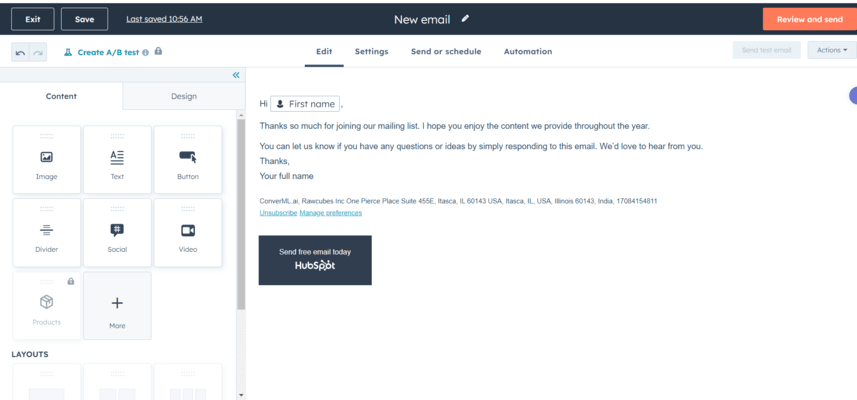 Exit Save Last saved 10:56 AM New email Review and send
Create A/B test Edit Settings Send or schedule Automation Send test email Actions
Content Design
Image Text Button
Divider Social Video
Products More
LAYOUTS
Hi First name ,
Thanks so much for joining our mailing list. I hope you enjoy the content we provide throughout the year.
You can let us know if you have any questions or ideas by simply responding to this email. We'd love to hear from you.
Thanks,
Your full name
ConverML.ai, Rawcubes Inc One Pierce Place Suite 455E, Itasca, IL 60143 USA, Itasca, IL, USA, Illinois 60143, India, 17084154811
Unsubscribe Manage preferences
Send free email today
HubSpot